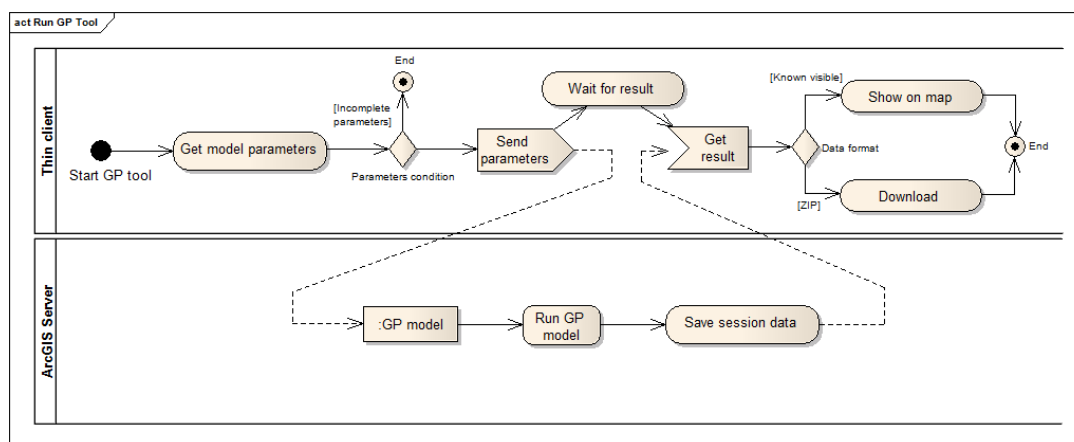 act Run GP Tool
Thin client
End
[Incomplete
parameters]
Start GP tool
Get model parameters
Parameters condition
Send
parameters
Wait for result
Get
result
[Known visible]
Data format
[ZIP]
Show on map
Download
End
ArcGIS Server
:GP model
Run GP
model
Save session data